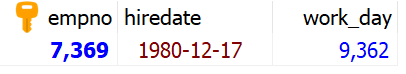 empno hiredate work_day
7,369 1980-12-17 9,362